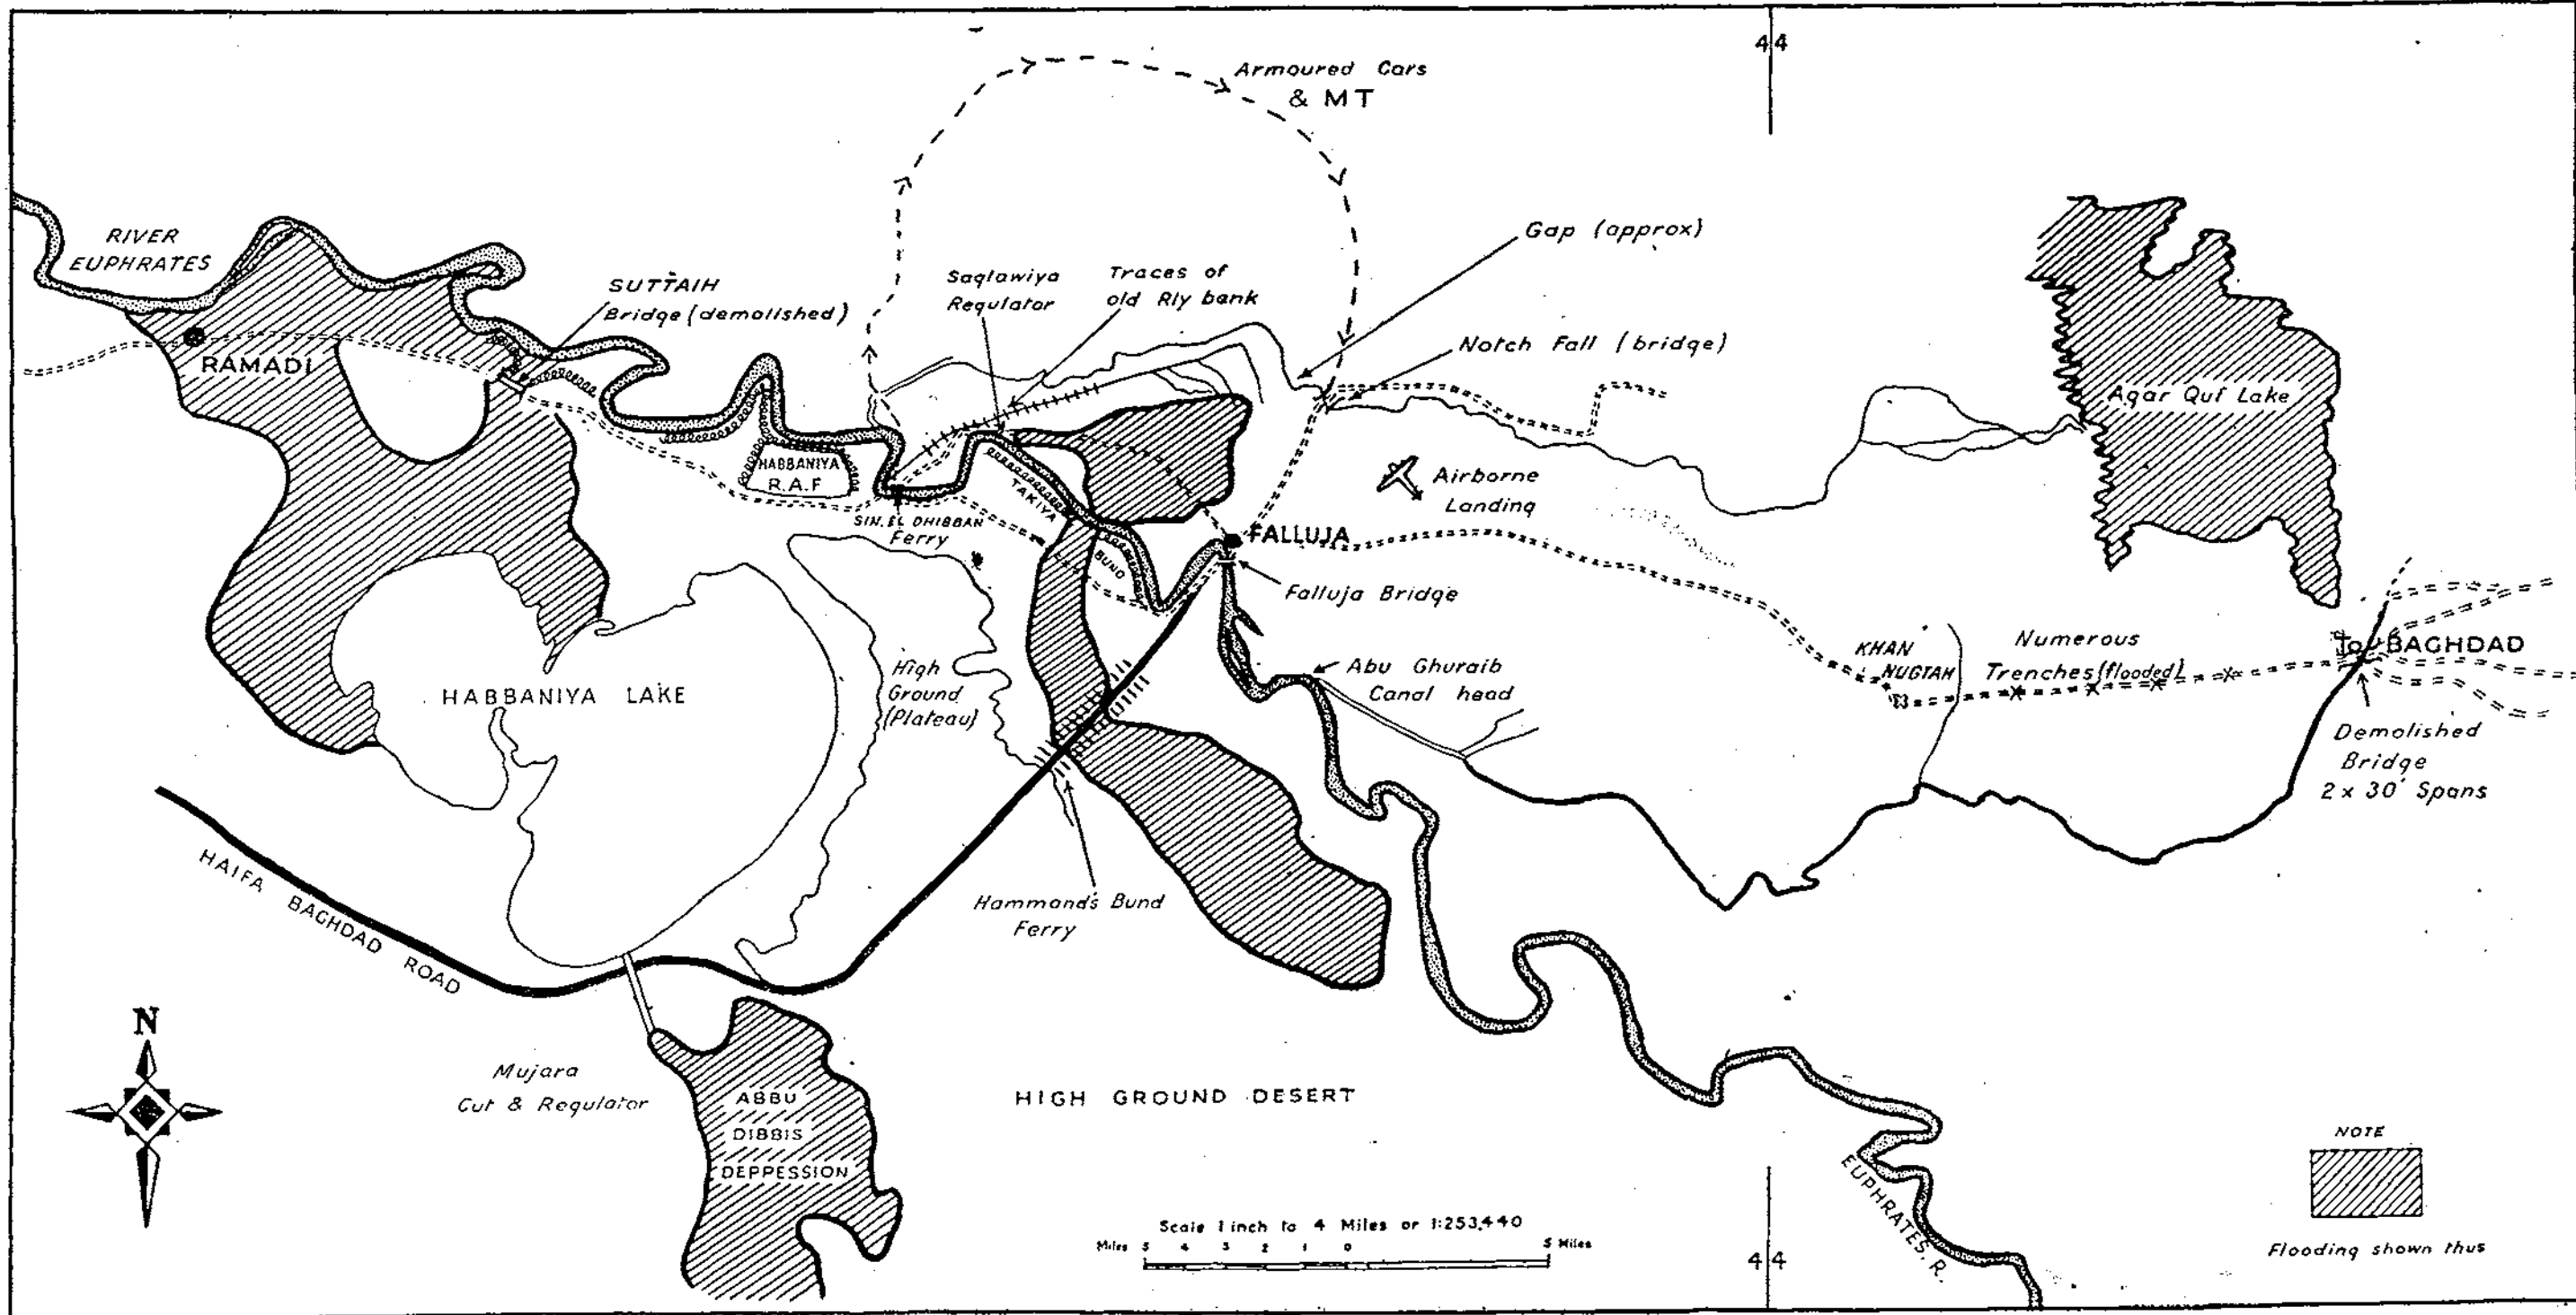 44
Armoured Cars
& MT
RIVER
EUPHRATES
SUTTAIH
Bridge (demolished)
Saqlawiya
Regulator
Traces of
old Rly bank
Gap (approx)
Notch Fall (bridge)
RAMADI
Aqar Quf Lake
HABBANIYA
R.A.F
Airborne
Landing
TAKIYA
BUND
SIN. EL DHIBBAN
Ferry
FALLUJA
Falluja Bridge
KHAN
NUGTAH
Numerous
Trenches (flooded)
To BAGHDAD
High
Ground
(Plateau)
Abu Ghuraib
Canal head
HABBANIYA LAKE
Demolished
Bridge
2 x 30' Spans
HAIFA BAGHDAD ROAD
Hammond's Bund
Ferry
N
Mujara
Cut & Regulator
ABBU
DIBBIS
DEPPESSION
HIGH GROUND DESERT
EUPHRATES. R.
NOTE
Flooding shown thus
Scale 1 inch to 4 Miles or 1:253,440
Miles 5 4 3 2 1 0 5 Miles
44